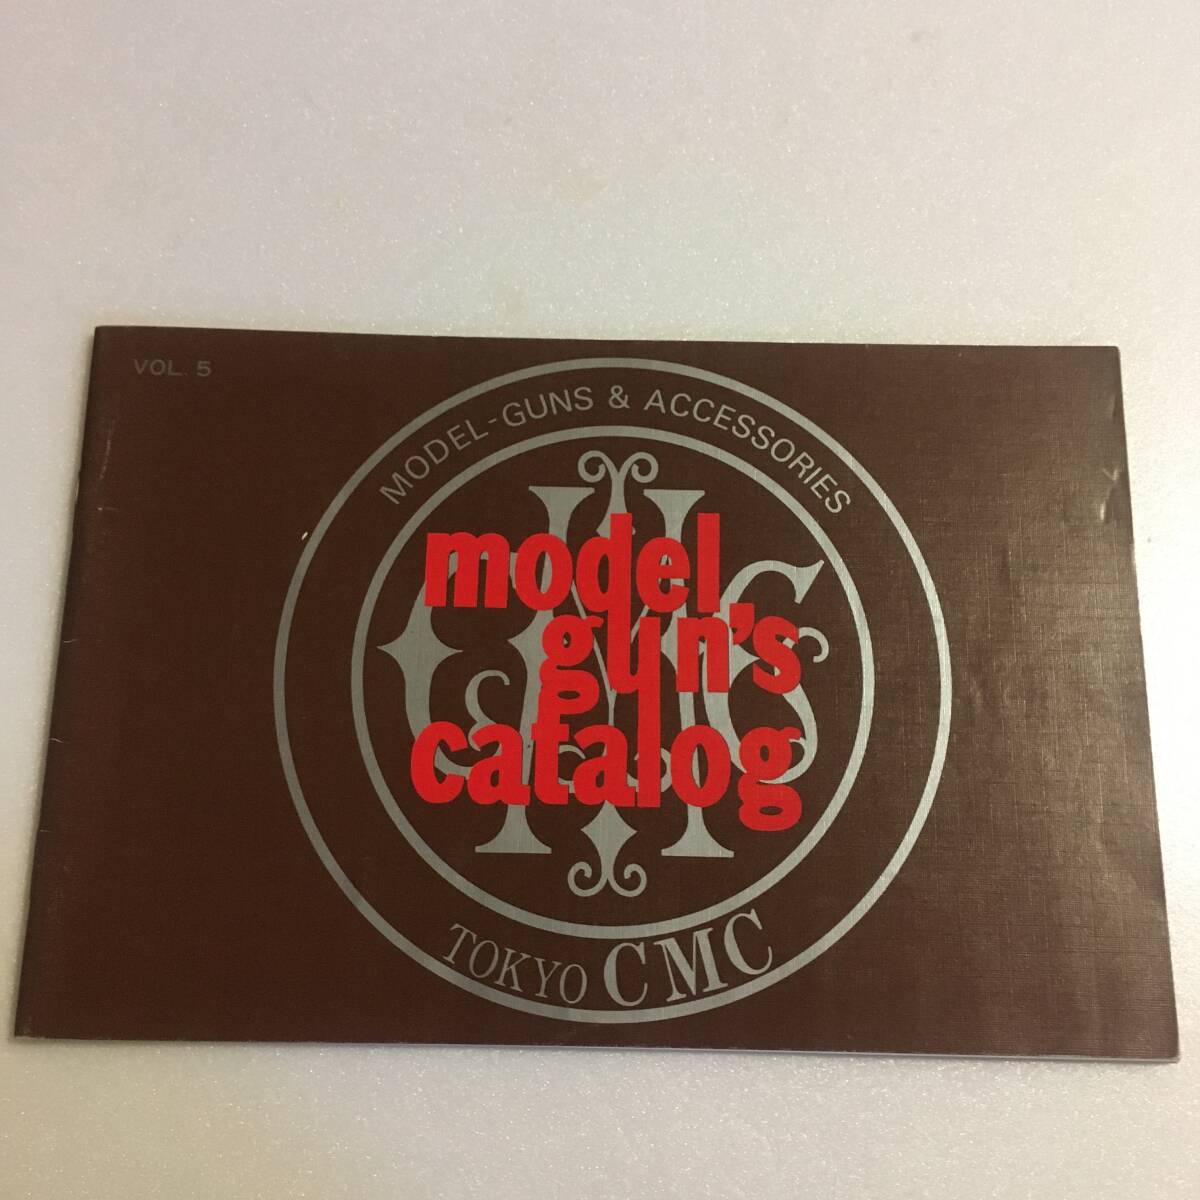 VOL. 5
MODEL-GUNS & ACCESSORIES
model
gun's
catalog
TOKYO CMC